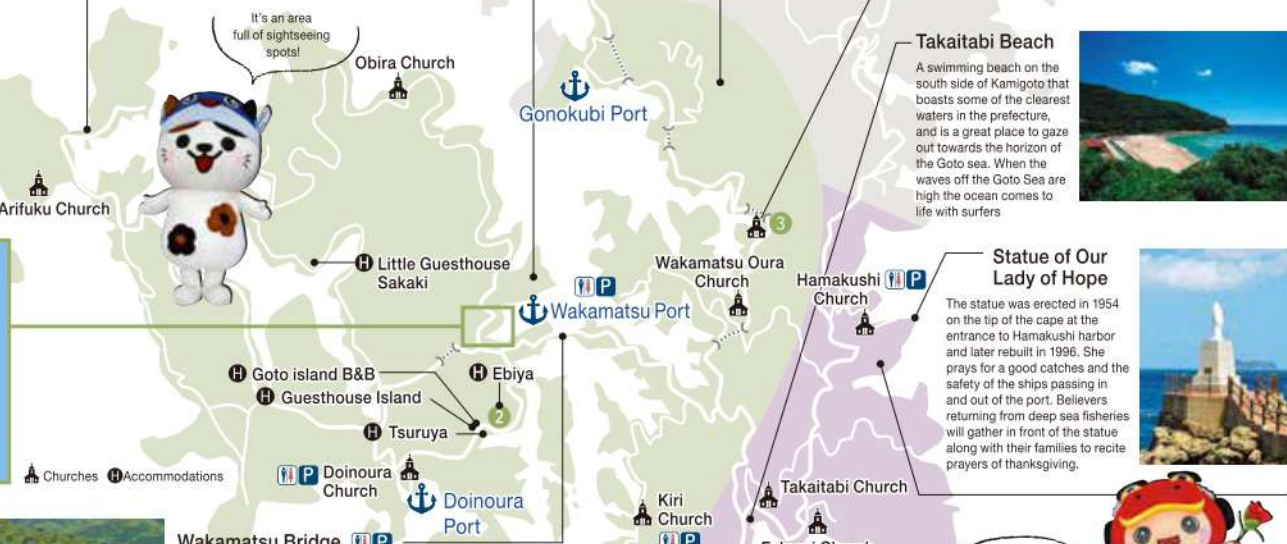 It's an area
full of sightseeing
spots!
Obira Church
Gonokubi Port
Takaitabi Beach
A swimming beach on the
south side of Kamigoto that
boasts some of the clearest
waters in the prefecture,
and is a great place to gaze
out towards the horizon of
the Goto sea. When the
waves off the Goto Sea are
high the ocean comes to
life with surfers
Arifuku Church
3
H Little Guesthouse
Sakaki
Wakamatsu Oura
Church
Hamakushi
Church
P
Statue of Our
Lady of Hope
The statue was erected in 1954
on the tip of the cape at the
entrance to Hamakushi harbor
and later rebuilt in 1996. She
prays for a good catches and the
safety of the ships passing in
and out of the port. Believers
returning from deep sea fisheries
will gather in front of the statue
along with their families to recite
prayers of thanksgiving.
P
Wakamatsu Port
H Goto island B&B
H Guesthouse Island
H Ebiya
2
H Tsuruya
Churches H Accommodations
P Doinoura
Church
Doinoura
Port
Kiri
Church
P
Takaitabi Church
Wakamatsu Bridge P